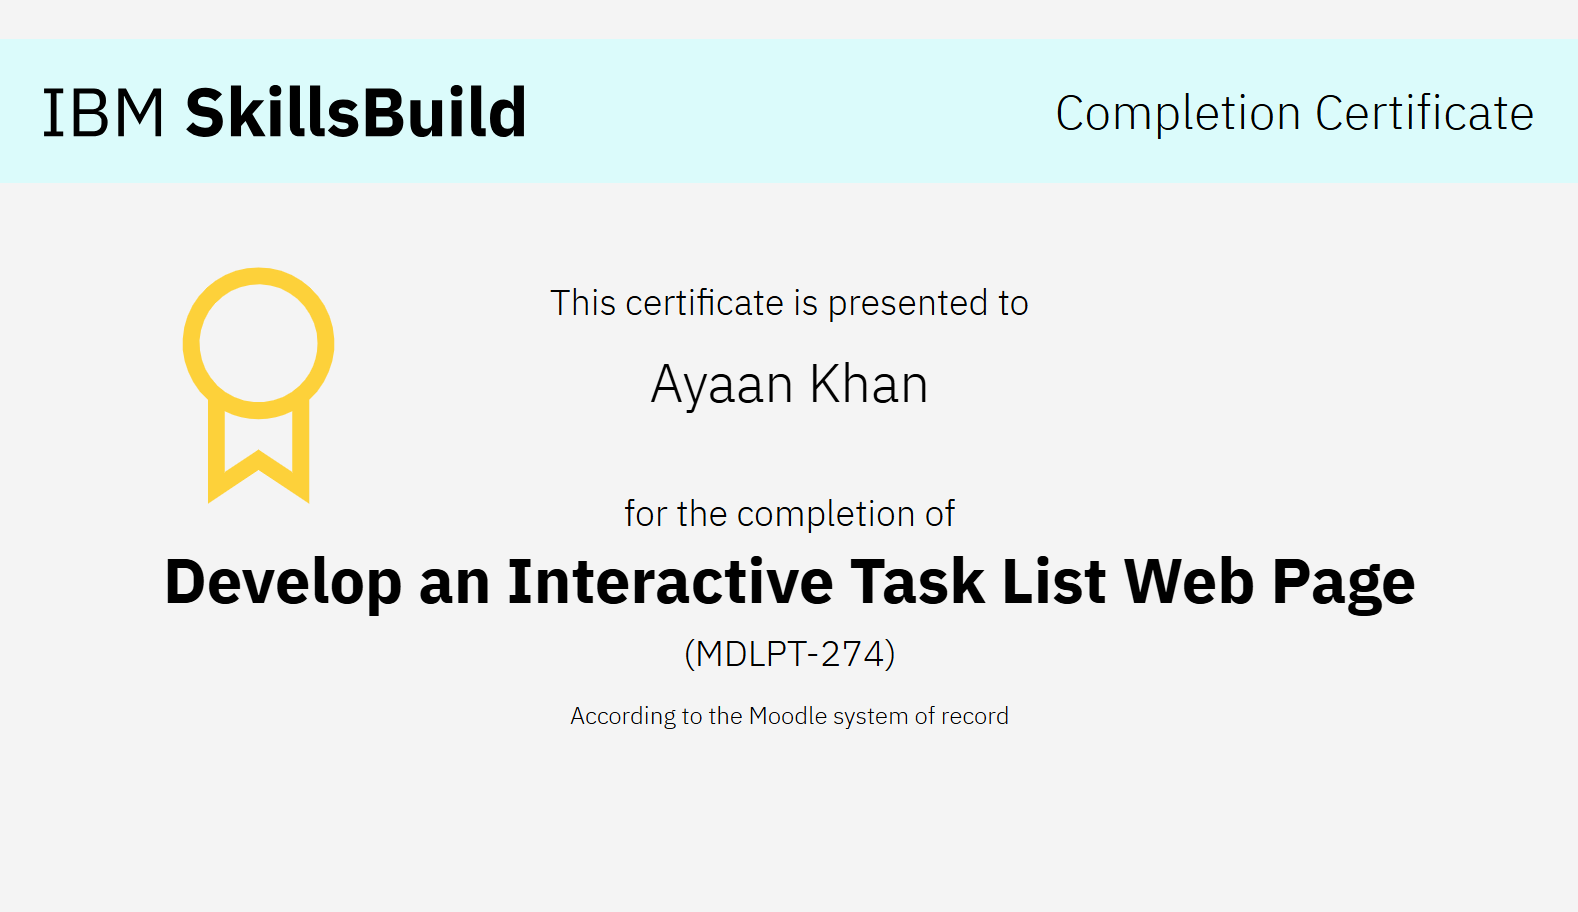 IBM SkillsBuild
Completion Certificate
This certificate is presented to
Ayaan Khan
for the completion of
Develop an Interactive Task List Web Page
(MDLPT-274)
According to the Moodle system of record